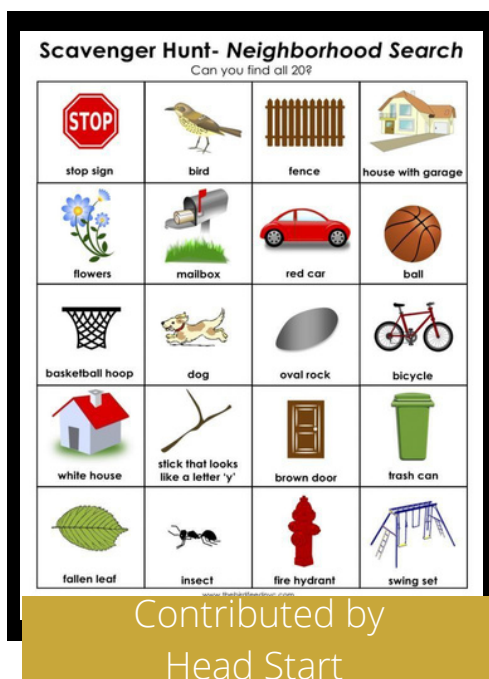 Scavenger Hunt- Neighborhood Search
Can you find all 20?
STOP
stop sign
bird
fence
house with garage
flowers
mailbox
red car
ball
basketball hoop
dog
oval rock
bicycle
white house
stick that looks
like a letter 'y'
brown door
trash can
fallen leaf
insect
fire hydrant
swing set
Contributed by
Head Start